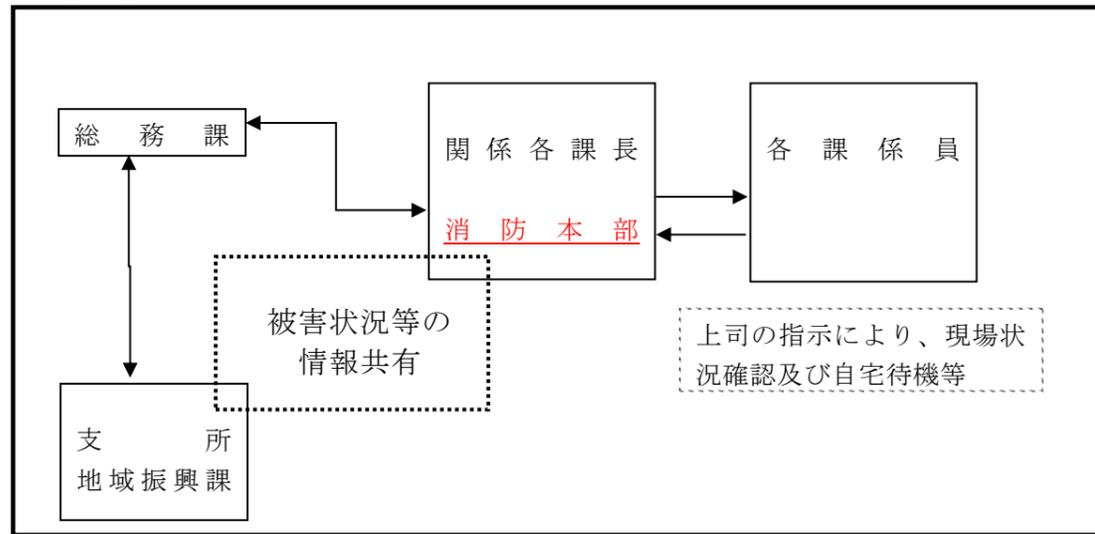 総務課
関係各課長
消防本部
各課係員
被害状況等の
情報共有
上司の指示により、現場状
況確認及び自宅待機等
支所
地域振興課